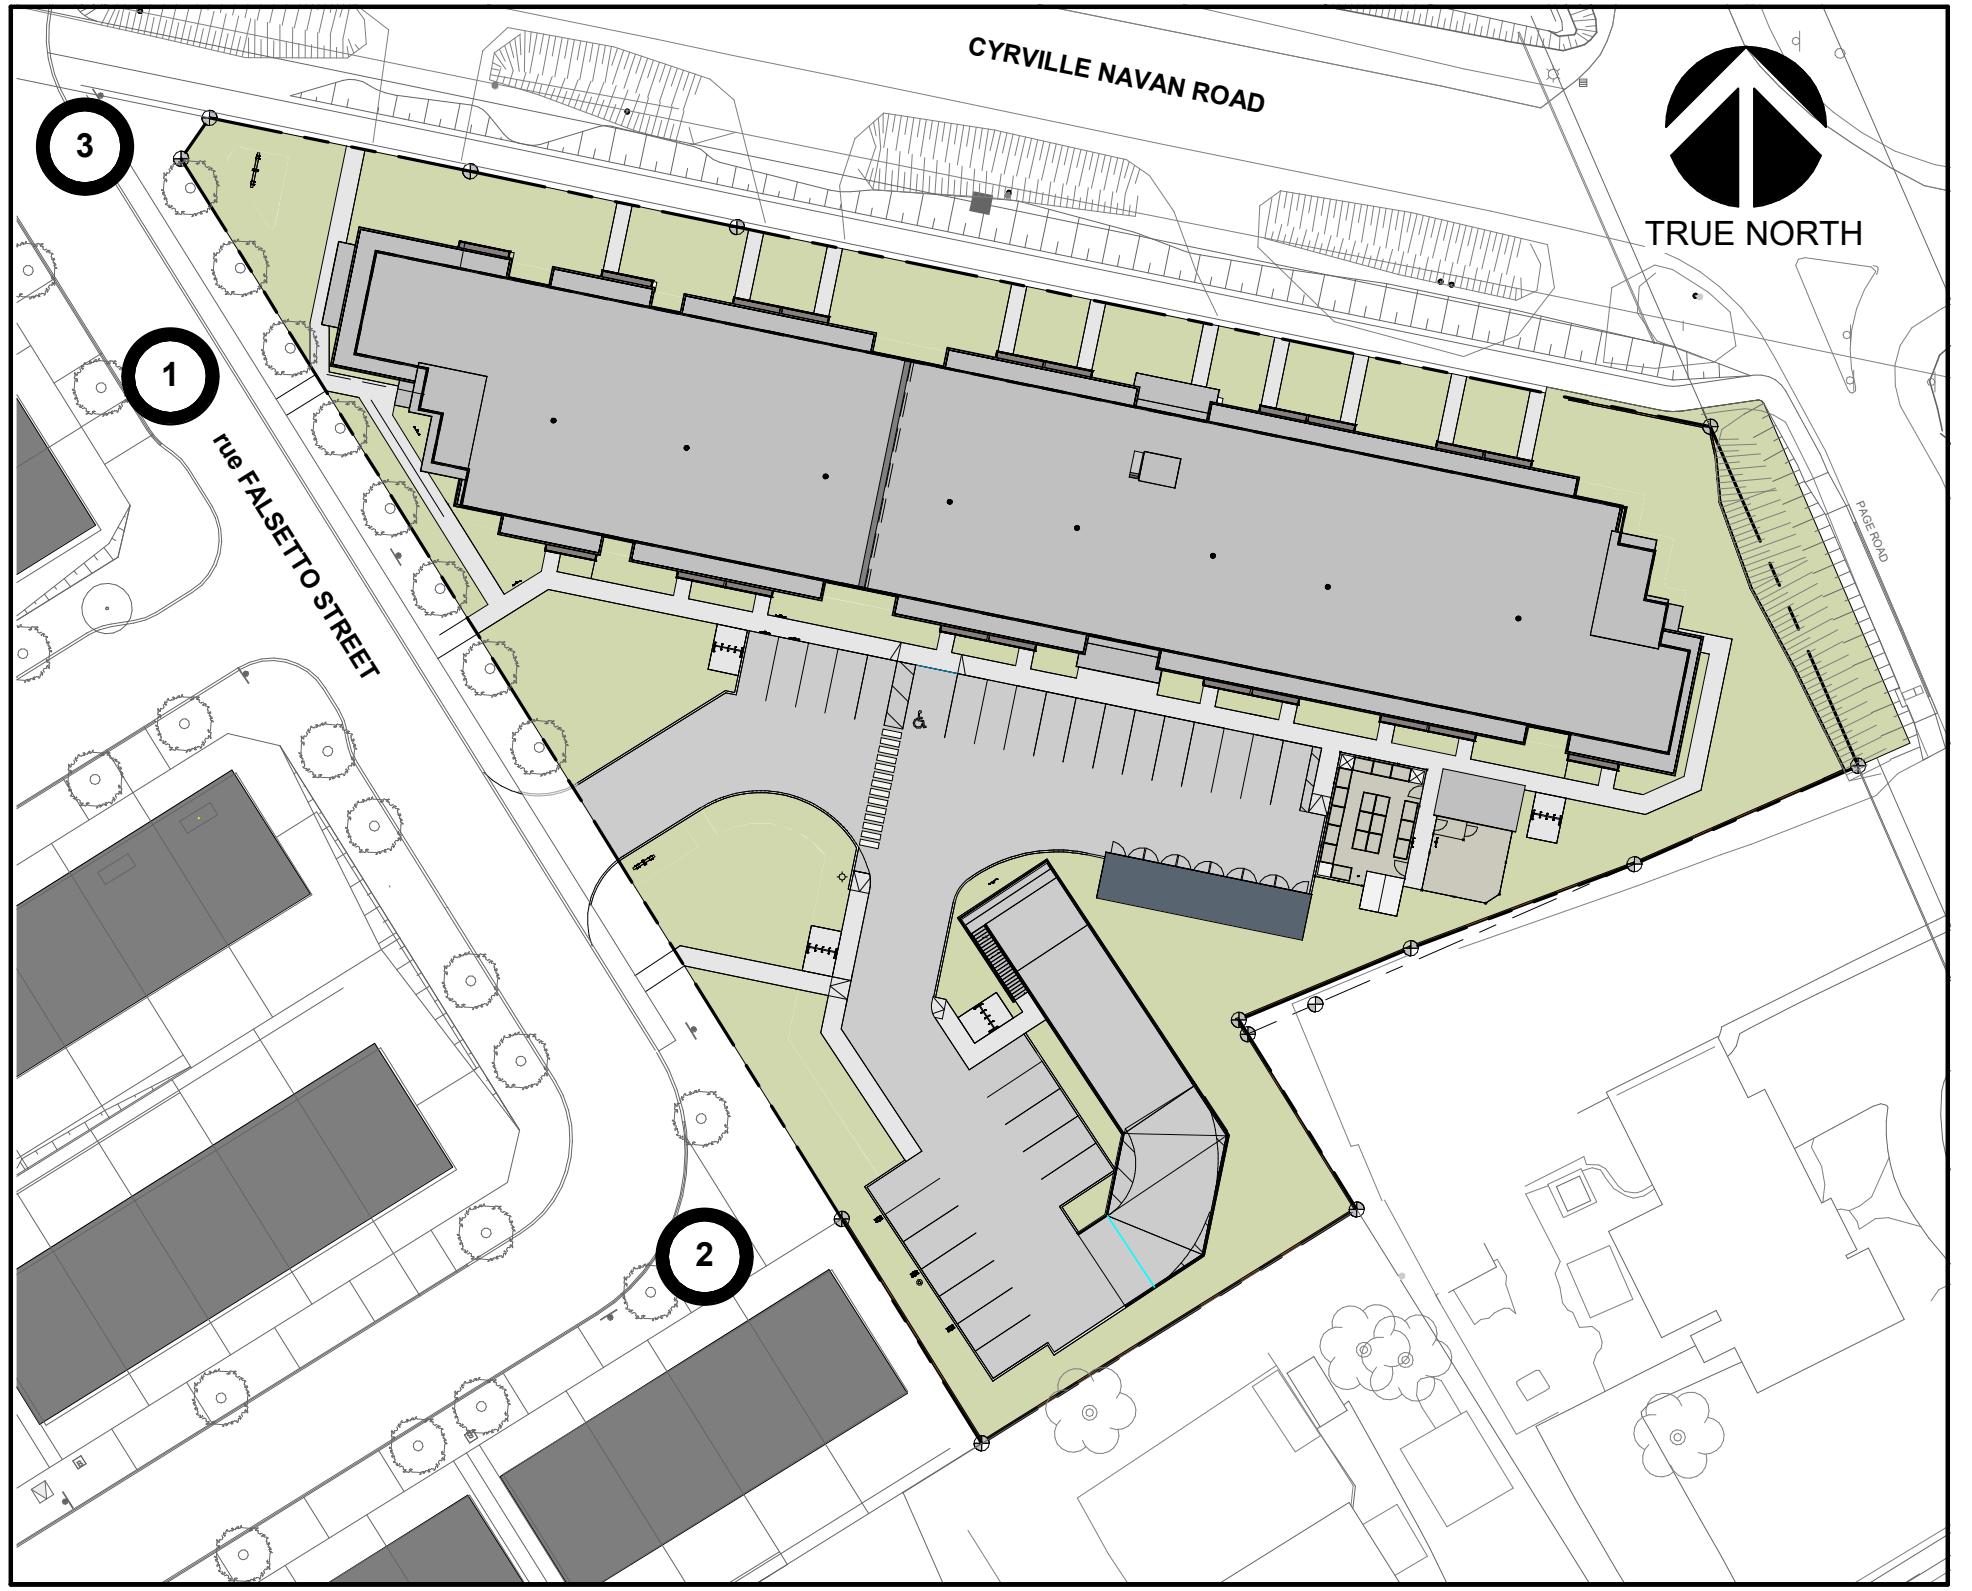 CYRVILLE NAVAN ROAD
TRUE NORTH
3
1
rue FALSETTO STREET
PAGE ROAD
2